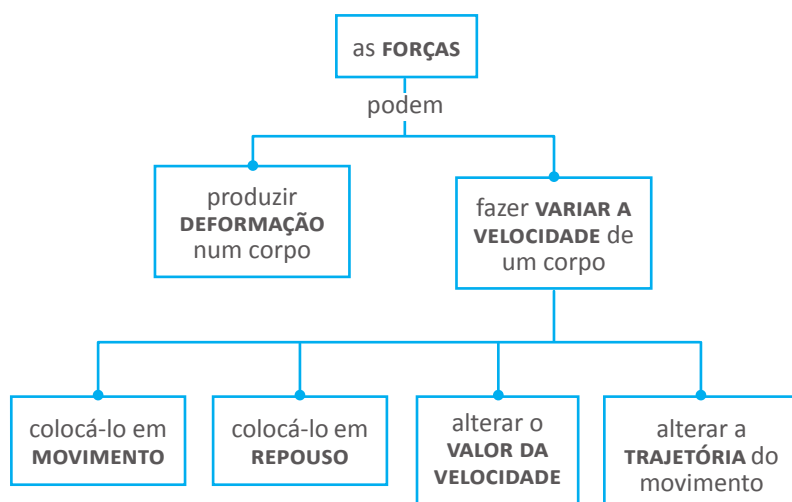 as FORÇAS
podem
produzir
DEFORMAÇÃO
num corpo
fazer VARIAR A
VELOCIDADE de
um corpo
colocá-lo em
MOVIMENTO
colocá-lo em
REPOUSO
alterar o
VALOR DA
VELOCIDADE
alterar a
TRAJETÓRIA do
movimento